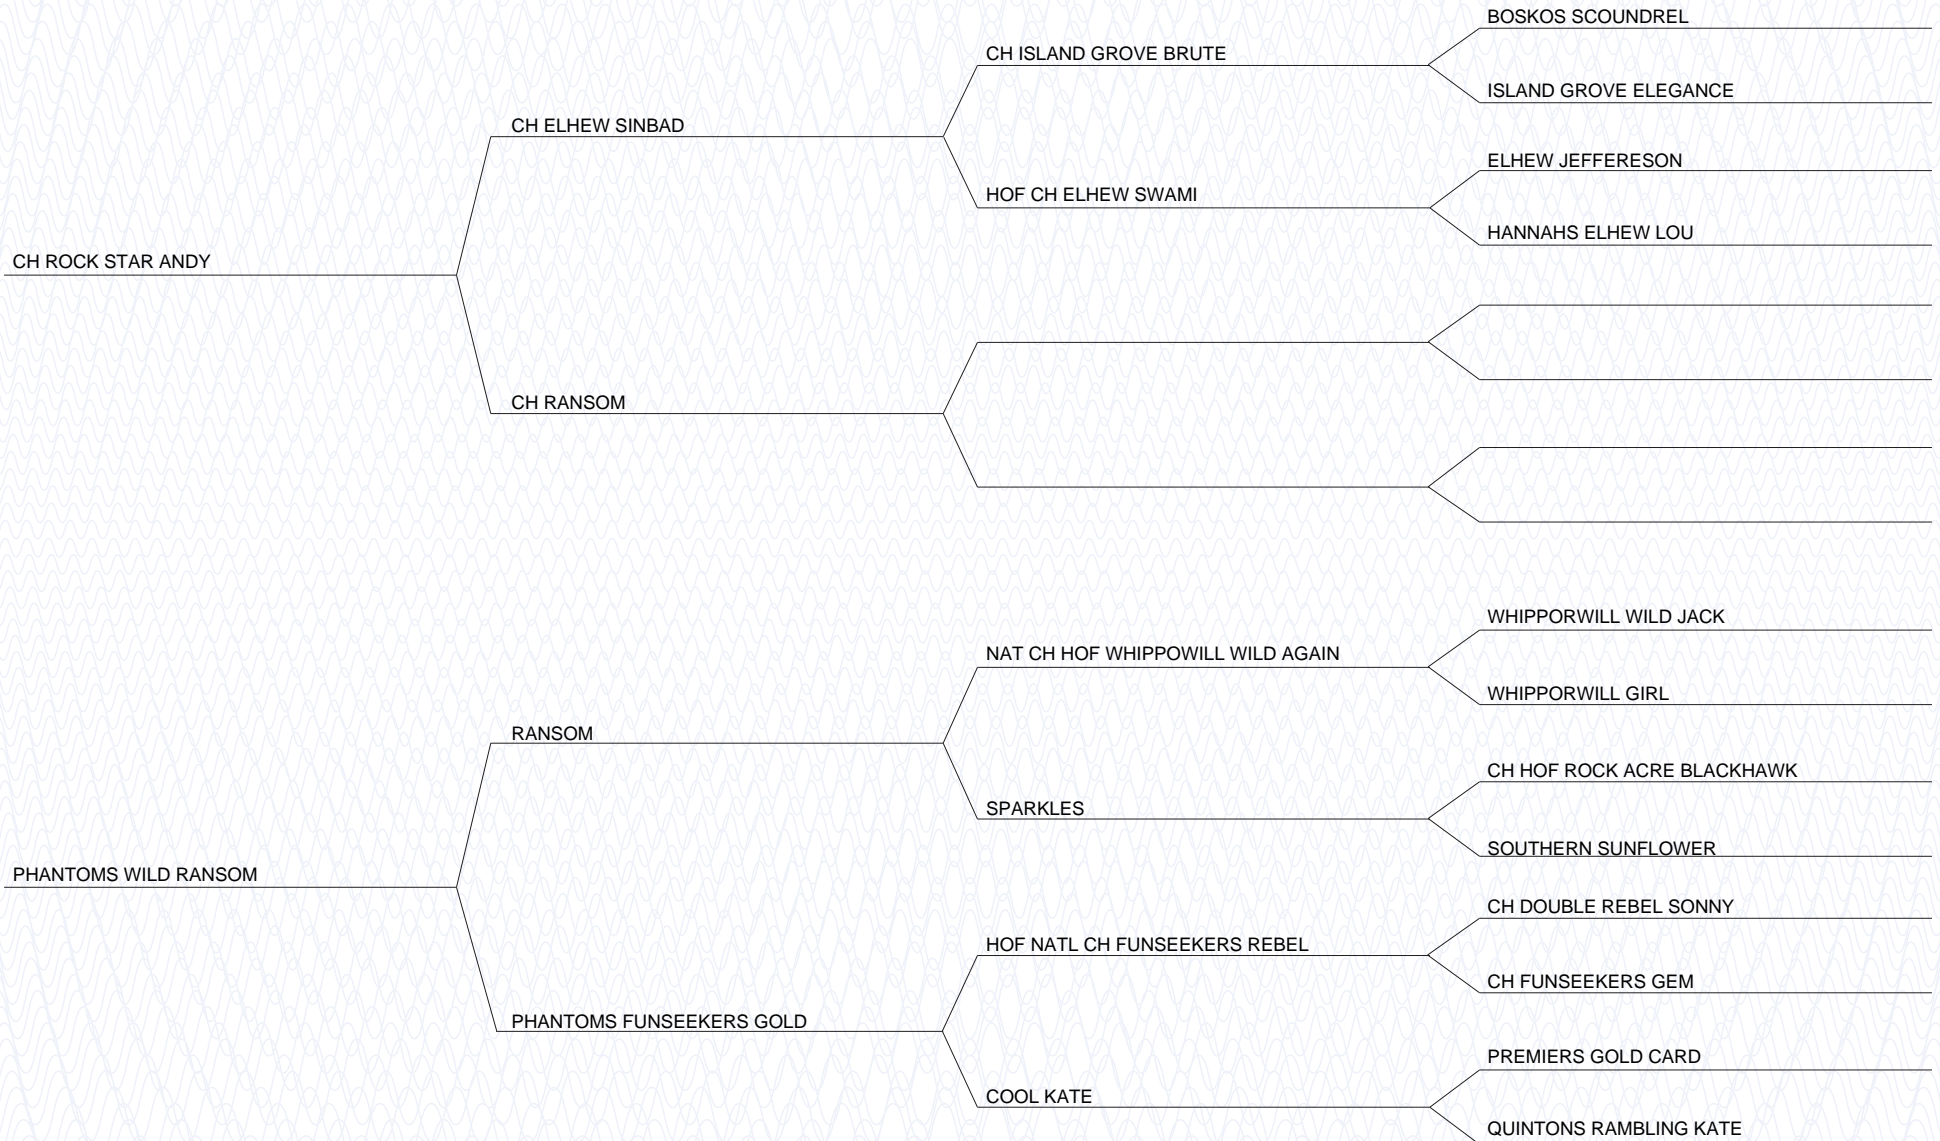 BOSKOS SCOUNDREL
CH ISLAND GROVE BRUTE
ISLAND GROVE ELEGANCE
CH ELHEW SINBAD
ELHEW JEFFERESON
HOF CH ELHEW SWAMI
HANNAHS ELHEW LOU
CH ROCK STAR ANDY
CH RANSOM
WHIPPORWILL WILD JACK
NAT CH HOF WHIPPOWILL WILD AGAIN
WHIPPORWILL GIRL
RANSOM
CH HOF ROCK ACRE BLACKHAWK
SPARKLES
SOUTHERN SUNFLOWER
PHANTOMS WILD RANSOM
CH DOUBLE REBEL SONNY
HOF NATL CH FUNSEEKERS REBEL
CH FUNSEEKERS GEM
PHANTOMS FUNSEEKERS GOLD
PREMIERS GOLD CARD
COOL KATE
QUINTONS RAMBLING KATE